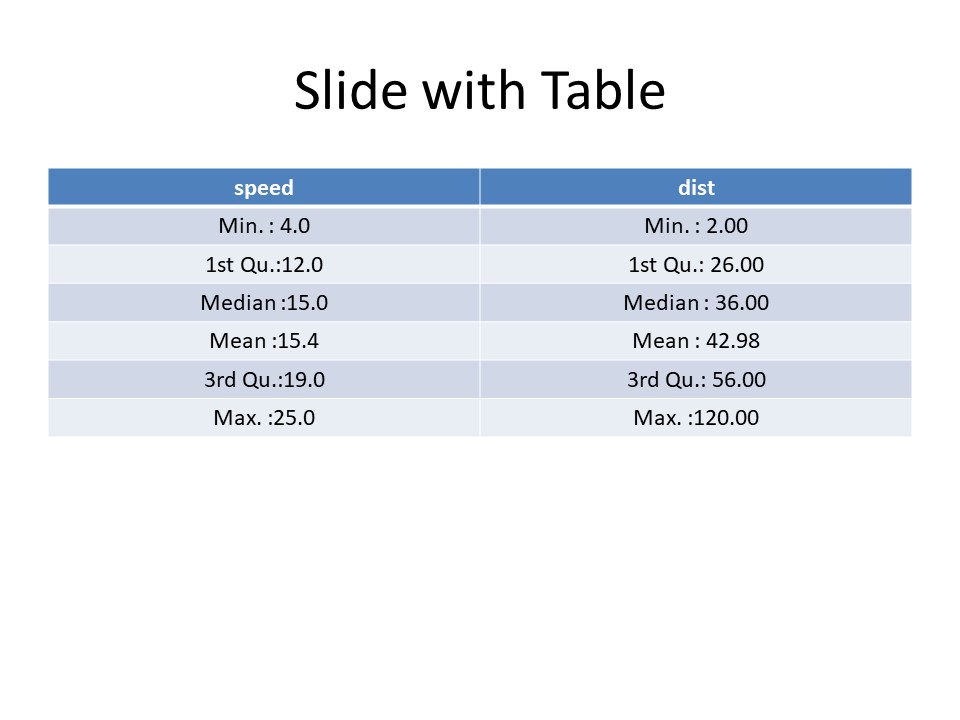 Slide with Table
speed dist
Min. : 4.0 Min. : 2.00
1st Qu.:12.0 1st Qu.: 26.00
Median :15.0 Median : 36.00
Mean :15.4 Mean : 42.98
3rd Qu.:19.0 3rd Qu.: 56.00
Max. :25.0 Max. :120.00